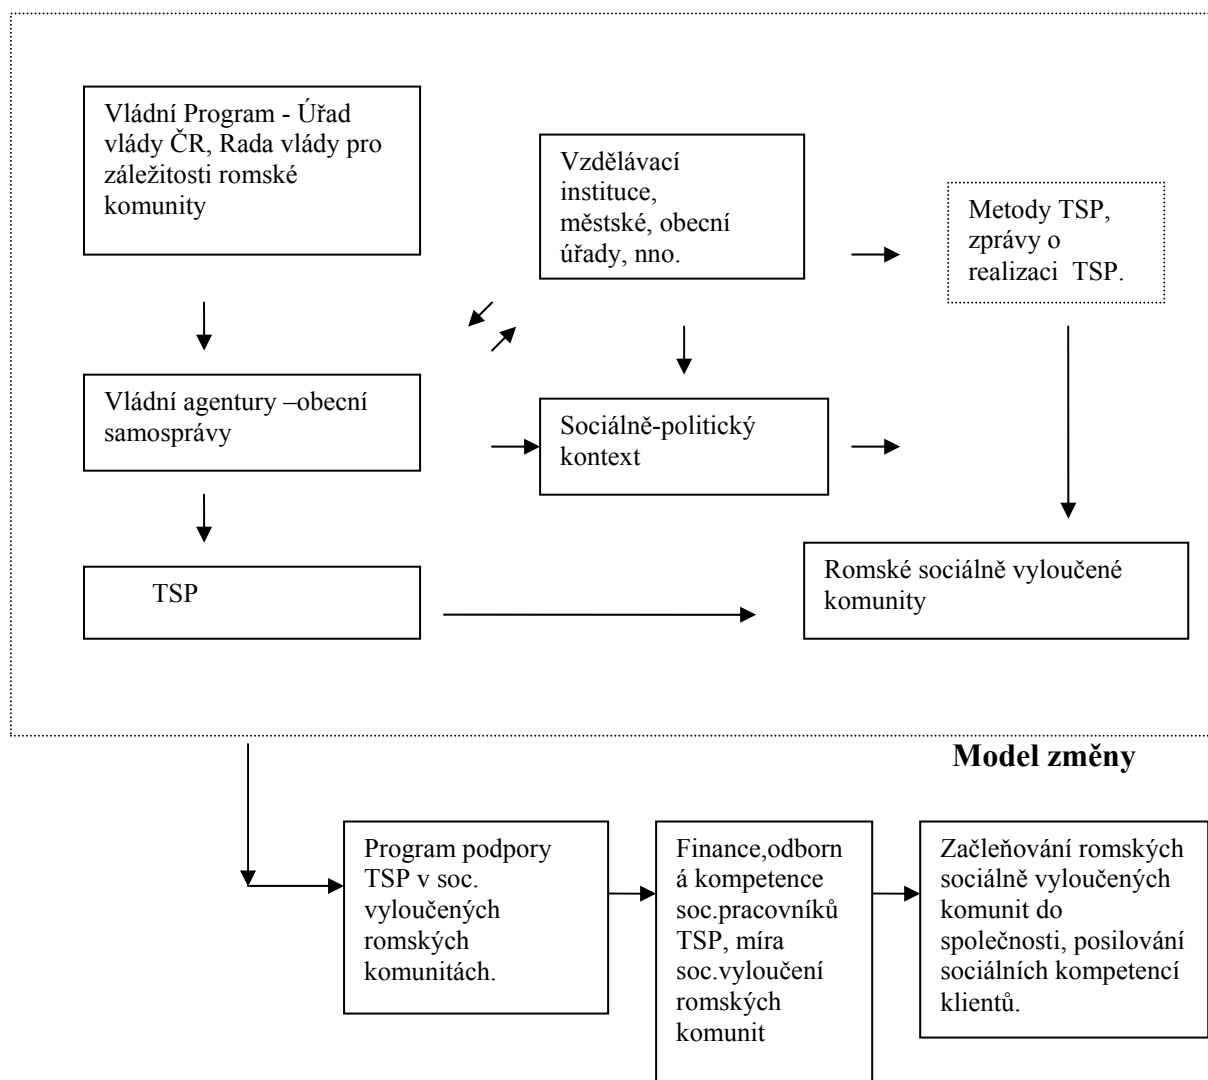 Vládní Program - Úřad
vlády ČR, Rada vlády pro
záležitosti romské
komunity
Vzdělávací
instituce,
městské, obecní
úřady, nno.
Metody TSP,
zprávy o
realizaci  TSP.
Vládní agentury –obecní
samosprávy
Sociálně-politický
kontext
TSP
Romské sociálně vyloučené
komunity
Model změny
Program podpory
TSP v soc.
vyloučených
romských
komunitách.
Finance,odborn
á kompetence
soc.pracovníků
TSP, míra
soc.vyloučení
romských
komunit
Začleňování romských
sociálně vyloučených
komunit do
společnosti, posilování
sociálních kompetencí
klientů.